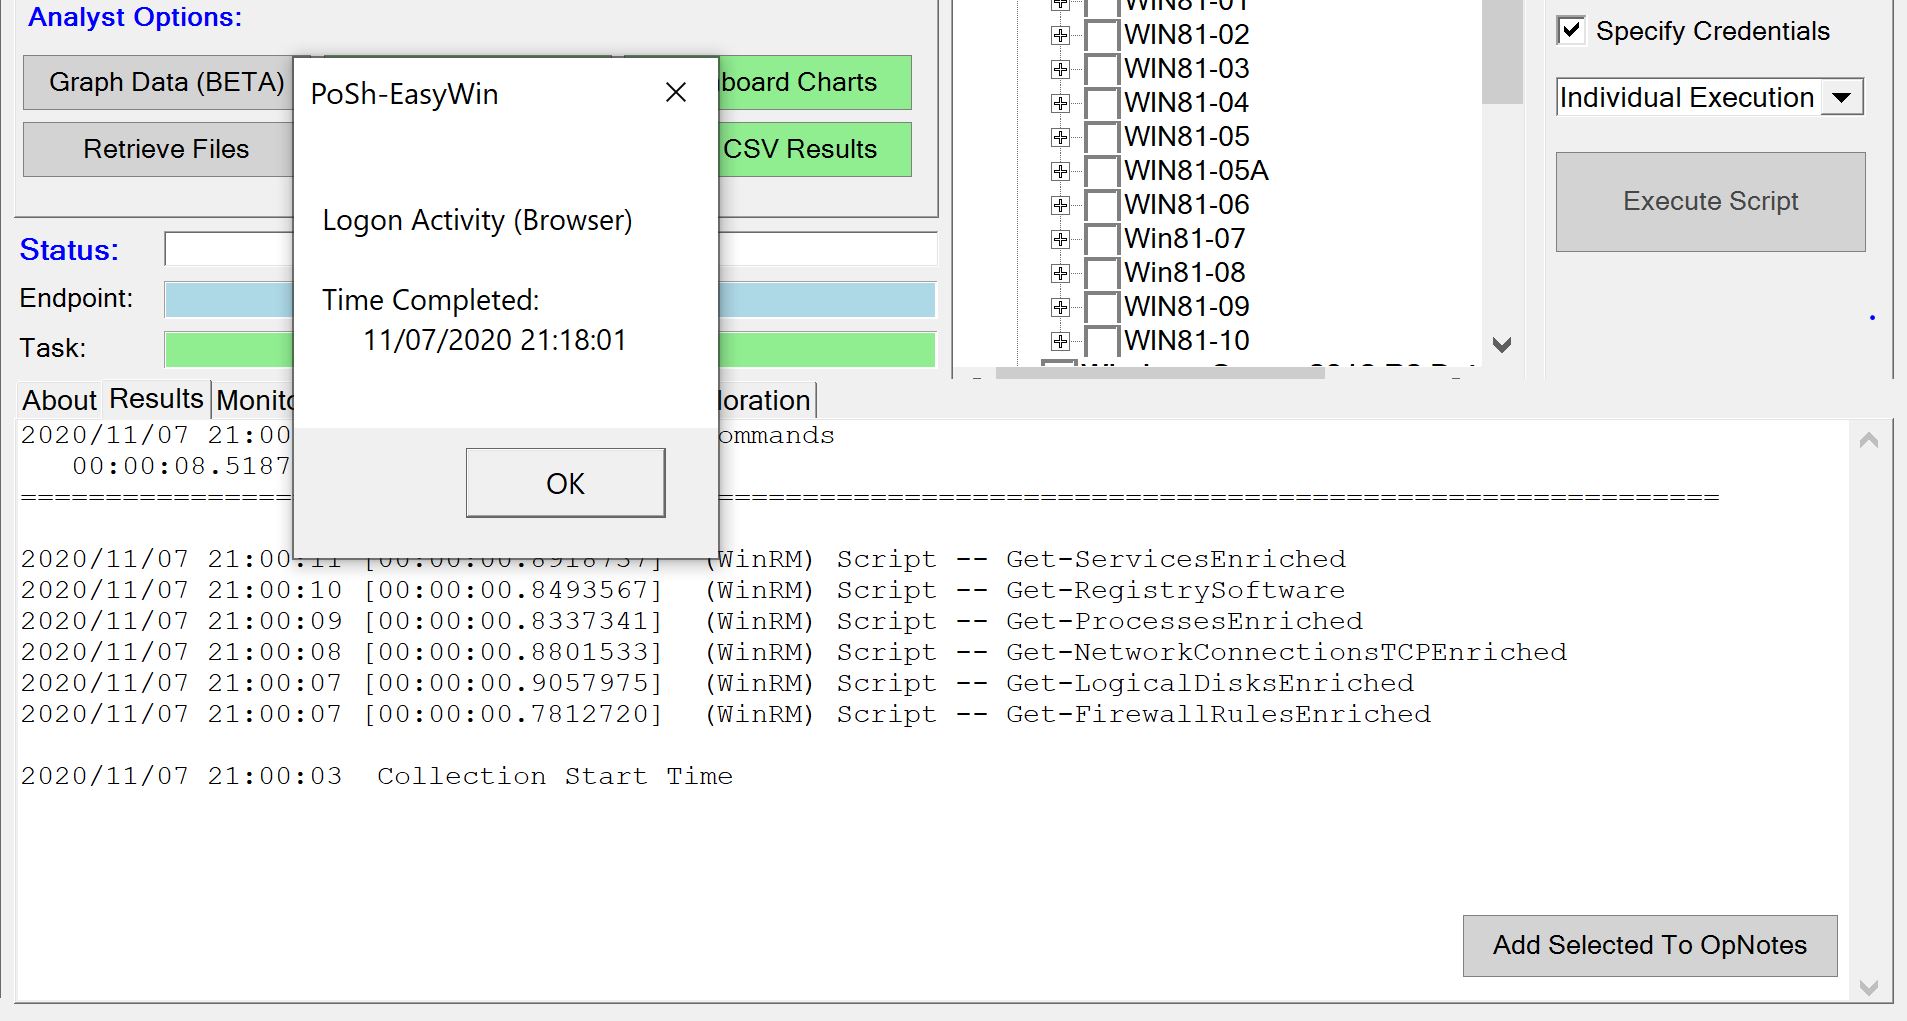 Analyst Options:
Graph Data (BETA)
board Charts
Retrieve Files
CSV Results
PoSh-EasyWin
Logon Activity (Browser)
Time Completed:
11/07/2020 21:18:01
OK
Status:
Endpoint:
Task:
WIN81-01
WIN81-02
WIN81-03
WIN81-04
WIN81-05
WIN81-05A
WIN81-06
Win81-07
Win81-08
WIN81-09
WIN81-10
Specify Credentials
Individual Execution
Execute Script
About Results Monito loration
2020/11/07 21:00 ommands
00:00:08.5187
====================================================================================================
2020/11/07 21:00:11 [00:00:00.8918737] (WinRM) Script -- Get-ServicesEnriched
2020/11/07 21:00:10 [00:00:00.8493567] (WinRM) Script -- Get-RegistrySoftware
2020/11/07 21:00:09 [00:00:00.8337341] (WinRM) Script -- Get-ProcessesEnriched
2020/11/07 21:00:08 [00:00:00.8801533] (WinRM) Script -- Get-NetworkConnectionsTCPEnriched
2020/11/07 21:00:07 [00:00:00.9057975] (WinRM) Script -- Get-LogicalDisksEnriched
2020/11/07 21:00:07 [00:00:00.7812720] (WinRM) Script -- Get-FirewallRulesEnriched
2020/11/07 21:00:03 Collection Start Time
Add Selected To OpNotes